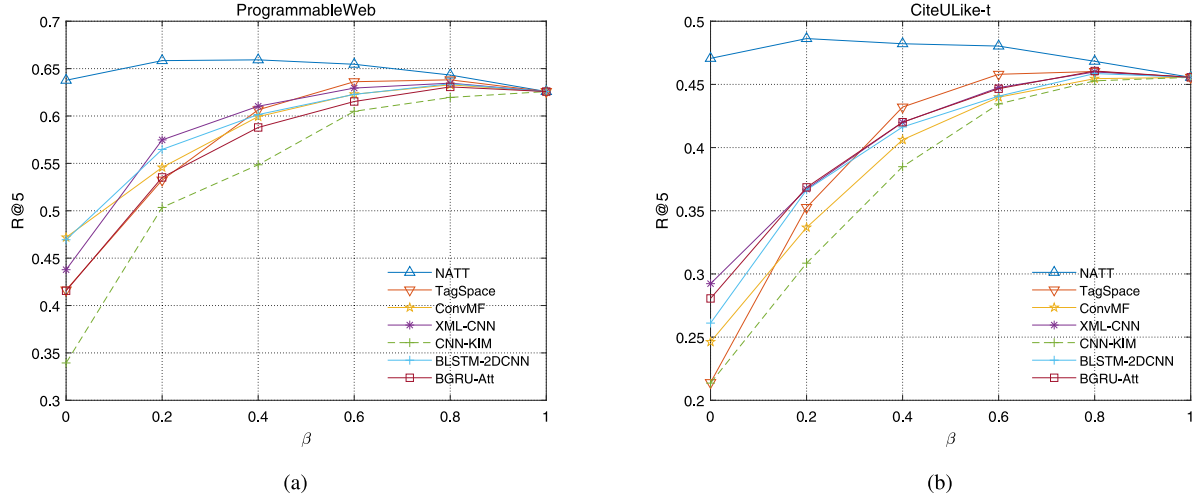 ProgrammableWeb
0.7
0.65
0.6
0.55
0.5
0.45
0.4
0.35
0.3
R@5
NATT
TagSpace
ConvMF
XML-CNN
CNN-KIM
BLSTM-2DCNN
BGRU-Att
0 0.2 0.4 0.6 0.8 1
β
(a)
CiteULike-t
0.5
0.45
0.4
0.35
0.3
0.25
0.2
R@5
NATT
TagSpace
ConvMF
XML-CNN
CNN-KIM
BLSTM-2DCNN
BGRU-Att
0 0.2 0.4 0.6 0.8 1
β
(b)